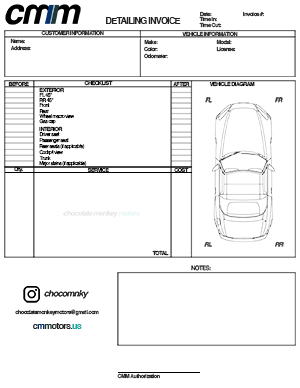 cmm
DETAILING INVOICE
Date:
Invoice #:
Time In:
Time Out:
CUSTOMER INFORMATION
VEHICLE INFORMATION
Name:
Address:
Make:
Model:
Color:
License:
Odometer:
BEFORE
CHECKLIST
AFTER
VEHICLE DIAGRAM
EXTERIOR
FL 45°
RR 45°
Front
Rear
Wheel macro view
Gas cap
INTERIOR
Driver seat
Passenger seat
Rear seats (if applicable)
Cockpit view
Trunk
Major stains (if applicable)
FL
FR
Qty.
SERVICE
COST
chocolate monkey motors
RL
RR
TOTAL
NOTES:
chocomnky
chocolatemonkeymotors@gmail.com
cmmotors.us
CMM Authorization